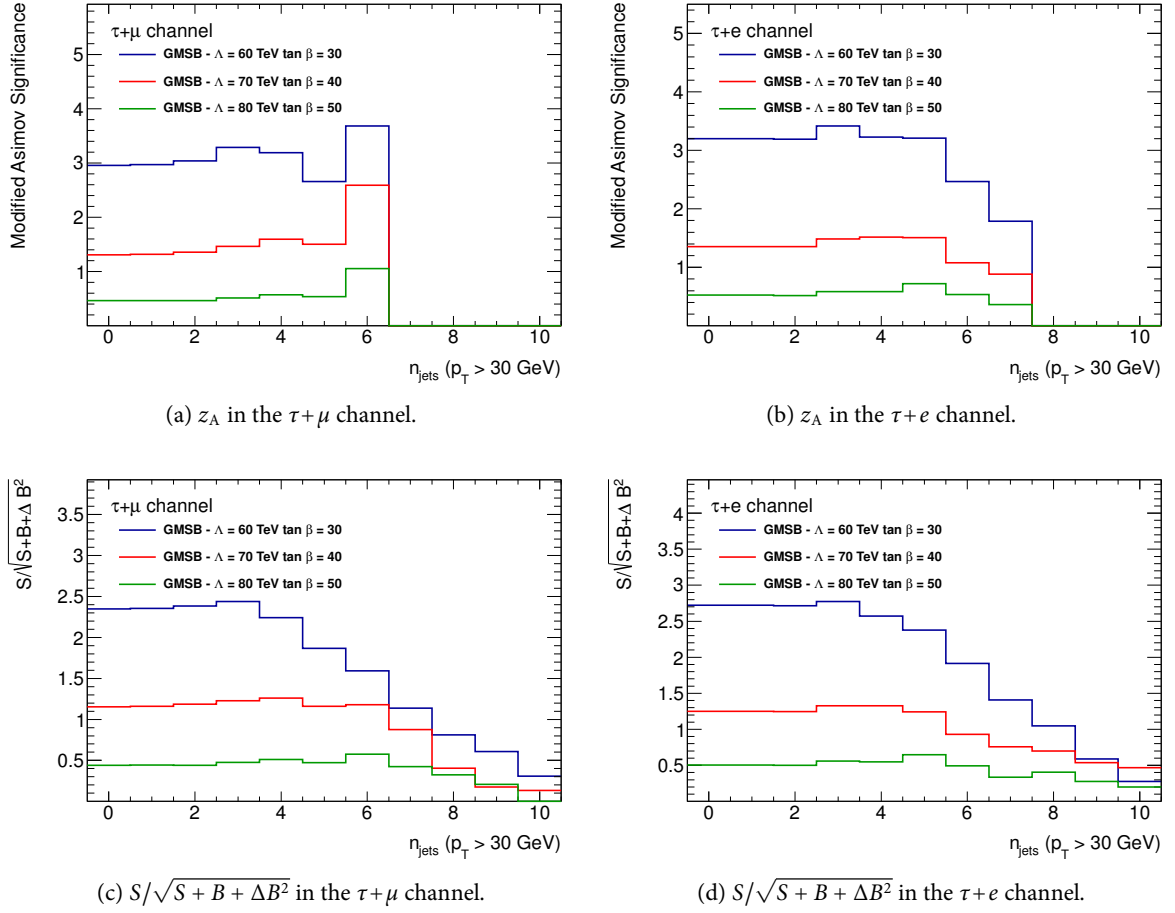 Modified Asimov Significance
τ+μ channel
GMSB - Λ = 60 TeV tan β = 30
GMSB - Λ = 70 TeV tan β = 40
GMSB - Λ = 80 TeV tan β = 50
5
4
3
2
1
0 2 4 6 8 10
n_jets (p_T > 30 GeV)
(a) z_A in the τ+μ channel.
Modified Asimov Significance
τ+e channel
GMSB - Λ = 60 TeV tan β = 30
GMSB - Λ = 70 TeV tan β = 40
GMSB - Λ = 80 TeV tan β = 50
5
4
3
2
1
0 2 4 6 8 10
n_jets (p_T > 30 GeV)
(b) z_A in the τ+e channel.
S/√S+B+Δ B²
τ+μ channel
GMSB - Λ = 60 TeV tan β = 30
GMSB - Λ = 70 TeV tan β = 40
GMSB - Λ = 80 TeV tan β = 50
3.5
3
2.5
2
1.5
1
0.5
0 2 4 6 8 10
n_jets (p_T > 30 GeV)
(c) S/√S + B + ΔB² in the τ+μ channel.
S/√S+B+Δ B²
τ+e channel
GMSB - Λ = 60 TeV tan β = 30
GMSB - Λ = 70 TeV tan β = 40
GMSB - Λ = 80 TeV tan β = 50
4
3.5
3
2.5
2
1.5
1
0.5
0 2 4 6 8 10
n_jets (p_T > 30 GeV)
(d) S/√S + B + ΔB² in the τ+e channel.